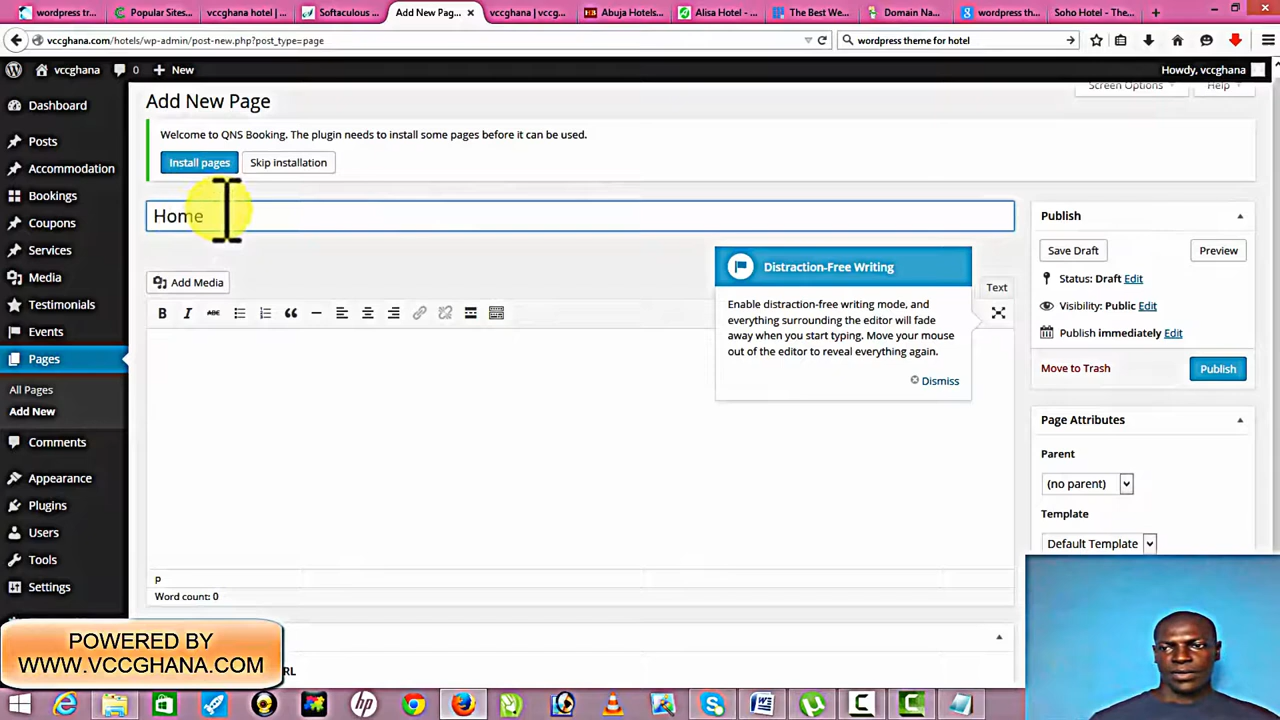 wordpress tr...
Popular Sites...
vccghana hotel | ...
Softaculous ...
Add New Pag...
vccghana | vccg...
Abuja Hotels...
Alisa Hotel - ...
The Best We...
Domain Na...
wordpress th...
Soho Hotel - The...
vccghana.com/hotels/wp-admin/post-new.php?post_type=page
wordpress theme for hotel
vccghana
0
New
Howdy, vccghana
Screen Options
Help
Dashboard
Posts
Accommodation
Bookings
Coupons
Services
Media
Testimonials
Events
Pages
All Pages
Add New
Comments
Appearance
Plugins
Users
Tools
Settings
Add New Page
Welcome to QNS Booking. The plugin needs to install some pages before it can be used.
Install pages
Skip installation
Home
Add Media
Text
B I ABC
Distraction-Free Writing
Enable distraction-free writing mode, and
everything surrounding the editor will fade
away when you start typing. Move your mouse
out of the editor to reveal everything again.
Dismiss
p
Word count: 0
RL
Publish
Save Draft
Preview
Status: Draft Edit
Visibility: Public Edit
Publish immediately Edit
Move to Trash
Publish
Page Attributes
Parent
(no parent)
Template
Default Template
POWERED BY
WWW.VCCGHANA.COM